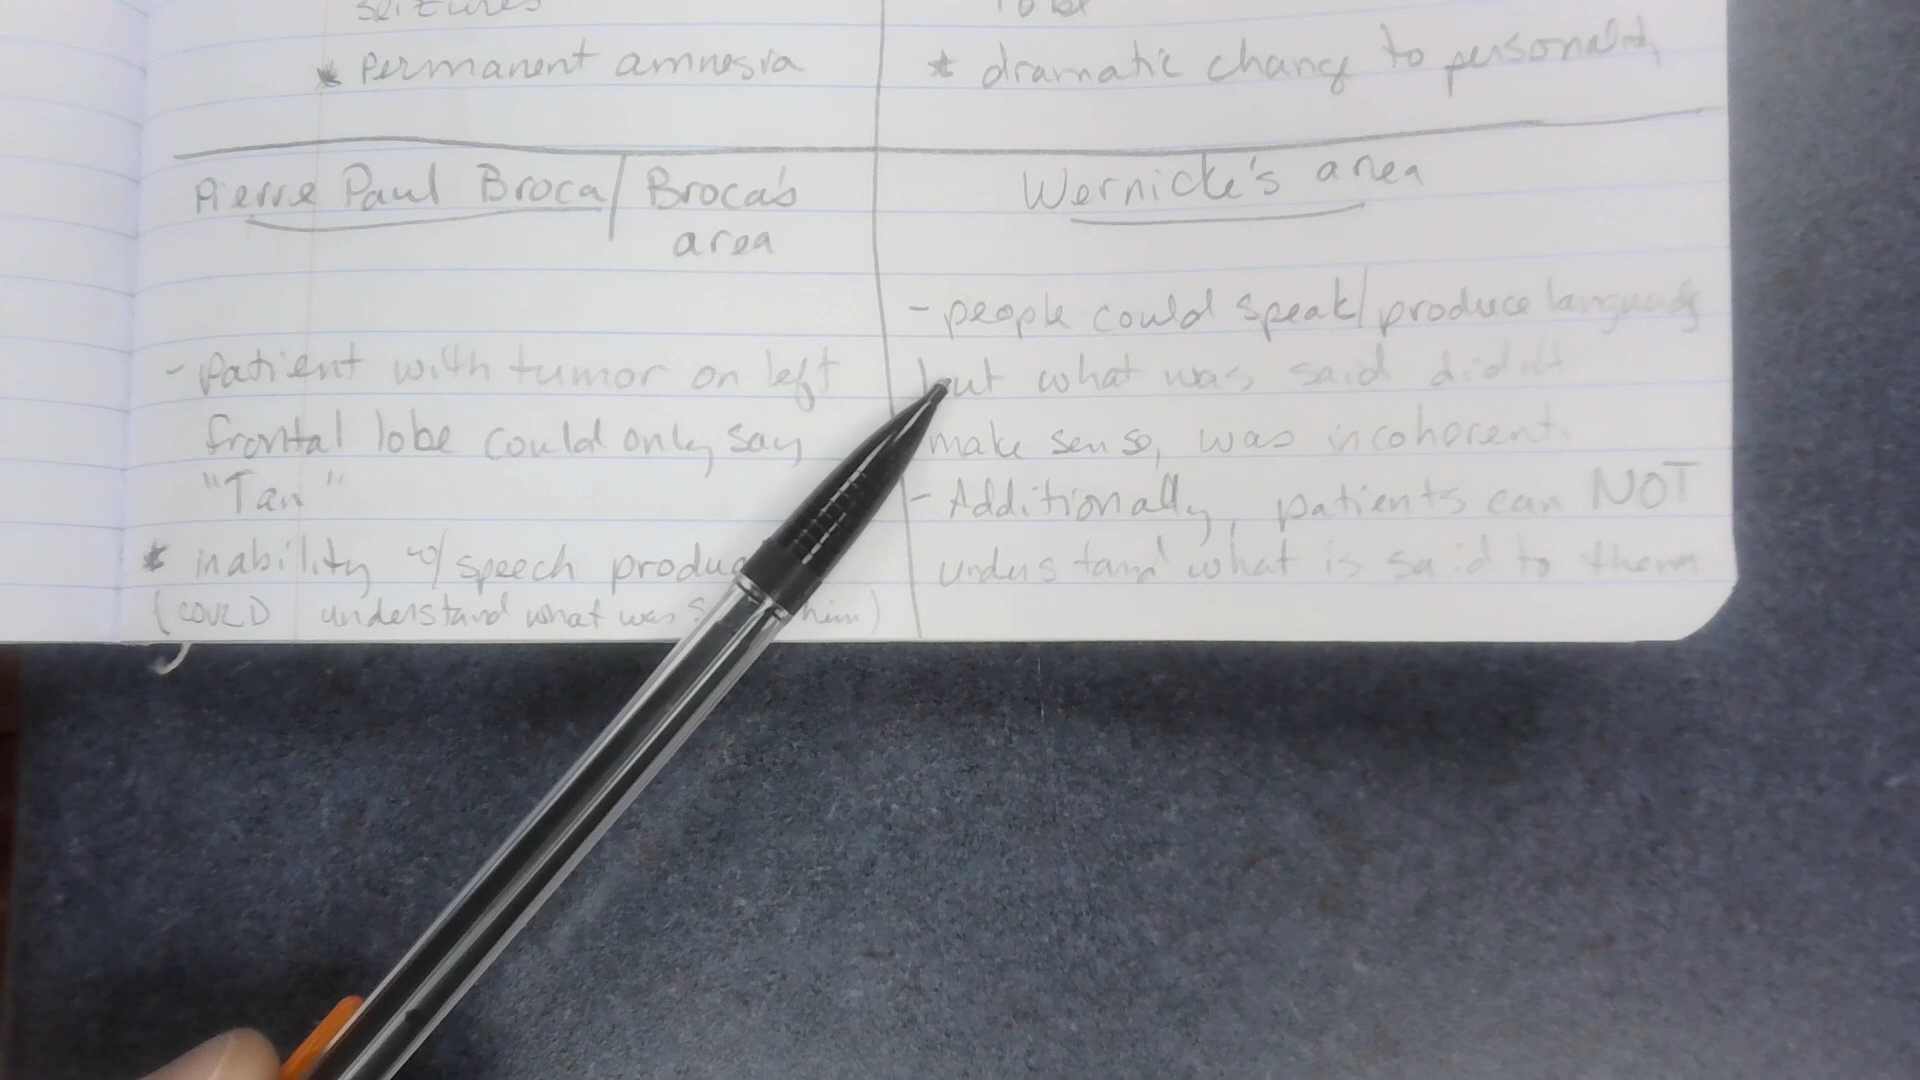 seizures
* permanent amnesia
* dramatic change to personality
Pierre Paul Broca / Broca's
area
- patient with tumor on left
frontal lobe could only say
"Tan"
* inability w/ speech
(COULD understand what was him)
Wernicke's area
- people could speak/produce language
but what was said didn't
make sense, was incoherent.
- Additionally, patients can NOT
understand what is said to them